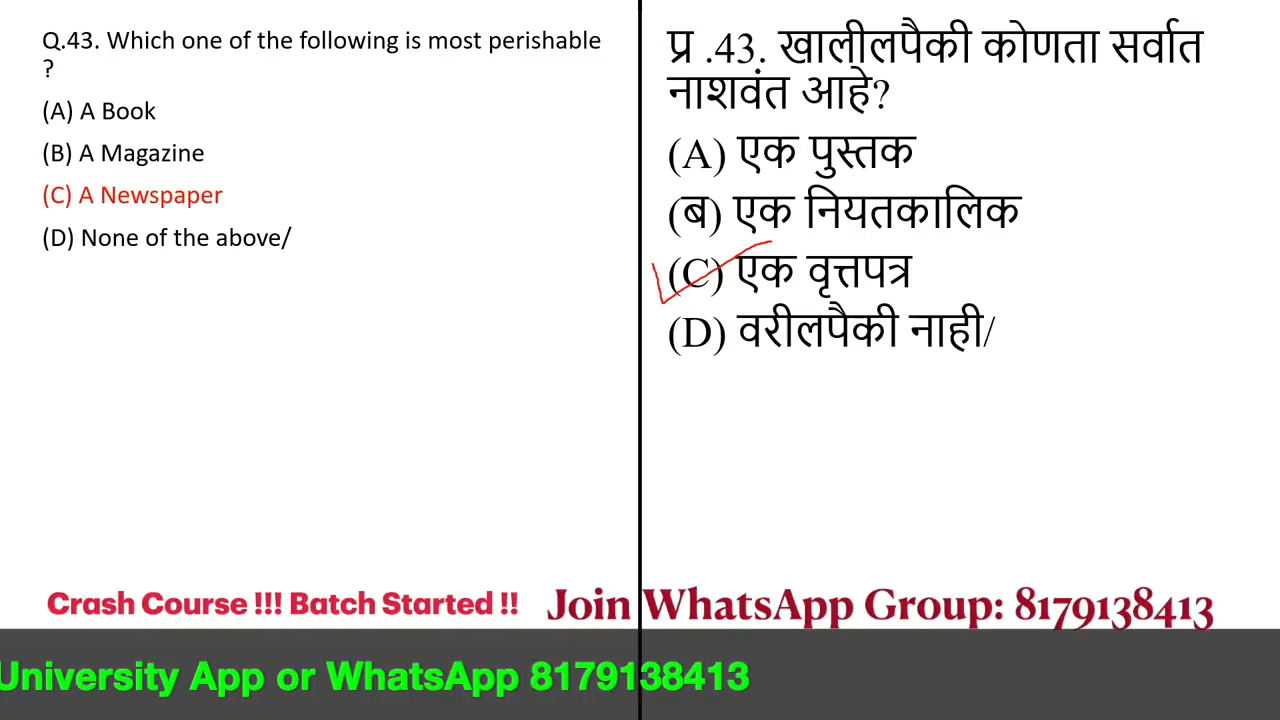 Q.43. Which one of the following is most perishable
?
(A) A Book
(B) A Magazine
(C) A Newspaper
(D) None of the above/
प्र .43. खालीलपैकी कोणता सर्वात
नाशवंत आहे?
(A) एक पुस्तक
(ब) एक नियतकालिक
(C) एक वृत्तपत्र
(D) वरीलपैकी नाही/
Crash Course !!! Batch Started !!
Join WhatsApp Group: 8179138413
University App or WhatsApp 8179138413